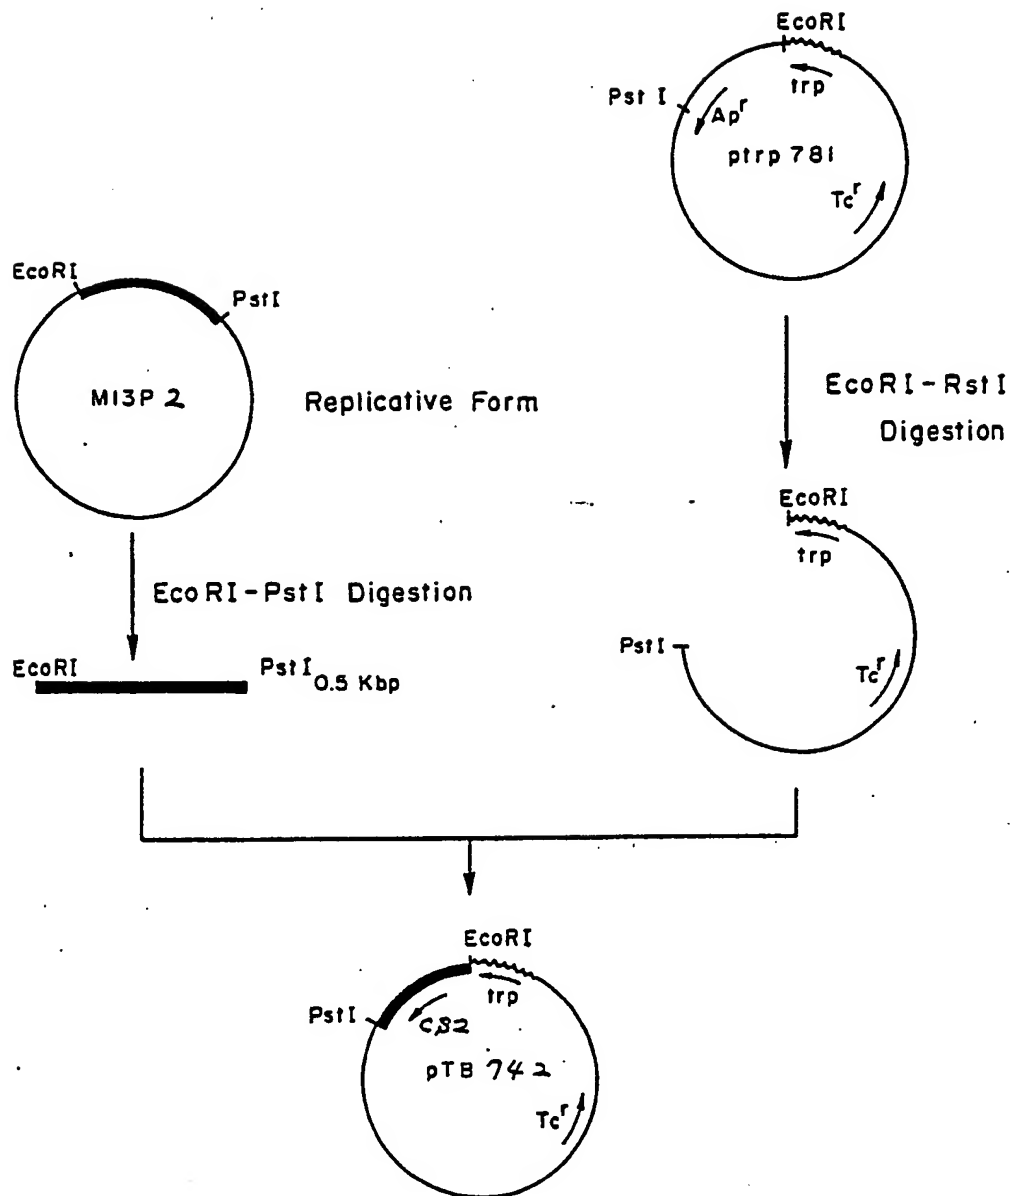 EcoRI
trp
Pst I
Apʳ
ptrp 781
Tcʳ
EcoRI
PstI
M13P 2
Replicative Form
EcoRI-RstI
Digestion
EcoRI-PstI Digestion
EcoRI
PstI
0.5 Kbp
EcoRI
trp
PstI
Tcʳ
EcoRI
trp
PstI
CS2
pTB 742
Tcʳ